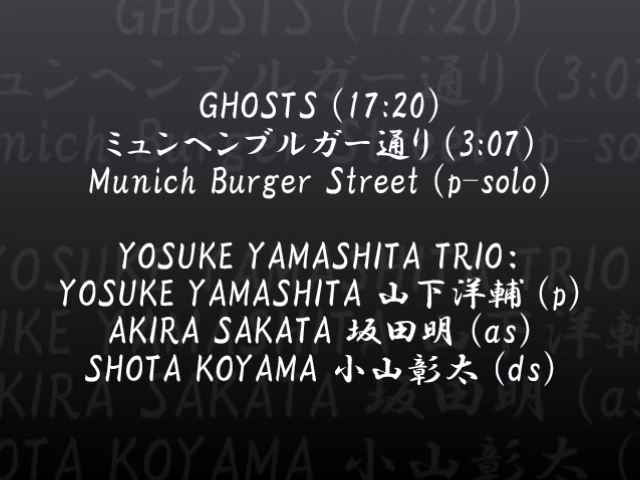 GHOSTS (17:20)
ミュンヘンブルガー通り(3:07)
Munich Burger Street (p-solo)
YOSUKE YAMASHITA TRIO:
YOSUKE YAMASHITA 山下洋輔 (p)
AKIRA SAKATA 坂田明 (as)
SHOTA KOYAMA 小山彰太 (ds)